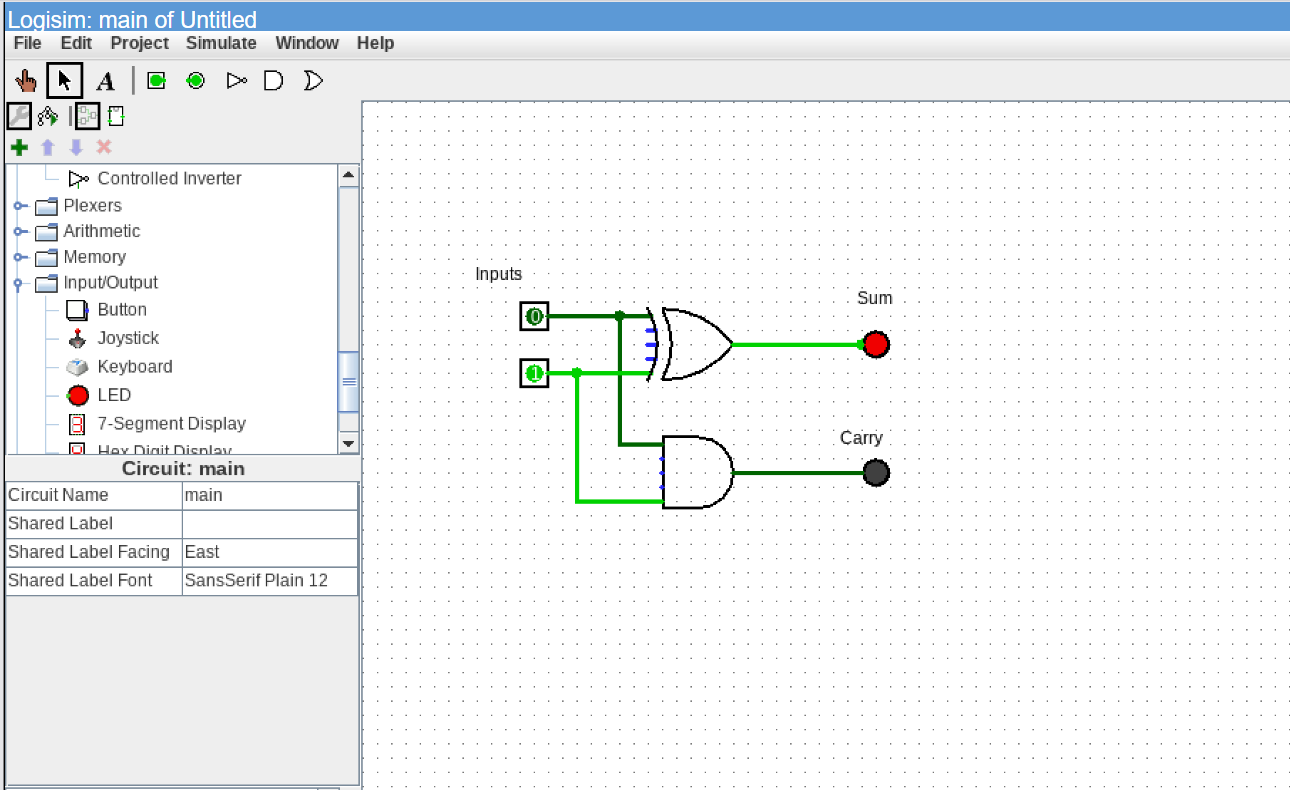 Logisim: main of Untitled
File Edit Project Simulate Window Help
A
Controlled Inverter
Plexers
Arithmetic
Memory
Input/Output
Button
Joystick
Keyboard
LED
7-Segment Display
Hex Digit Display
Circuit: main
Circuit Name main
Shared Label
Shared Label Facing East
Shared Label Font SansSerif Plain 12
Inputs
0
1
Sum
Carry